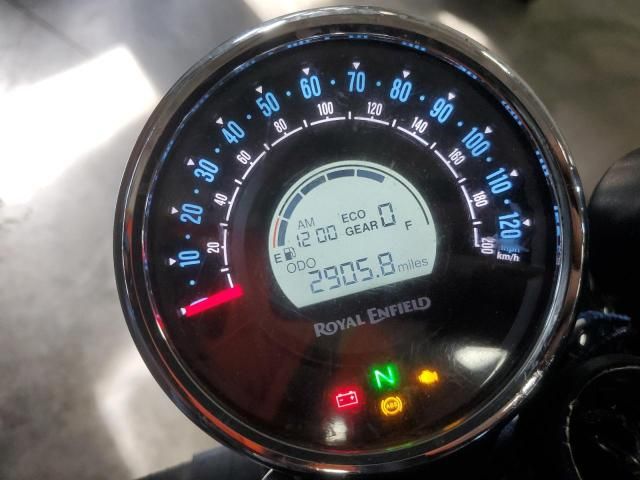 10 20 30 40 50 60 70 80 90 100 110 120
20 40 60 80 100 120 140 160 180 200
km/h
AM
12:00
ECO
GEAR 0
E F
ODO
2905.8 miles
ROYAL ENFIELD
N
ABS